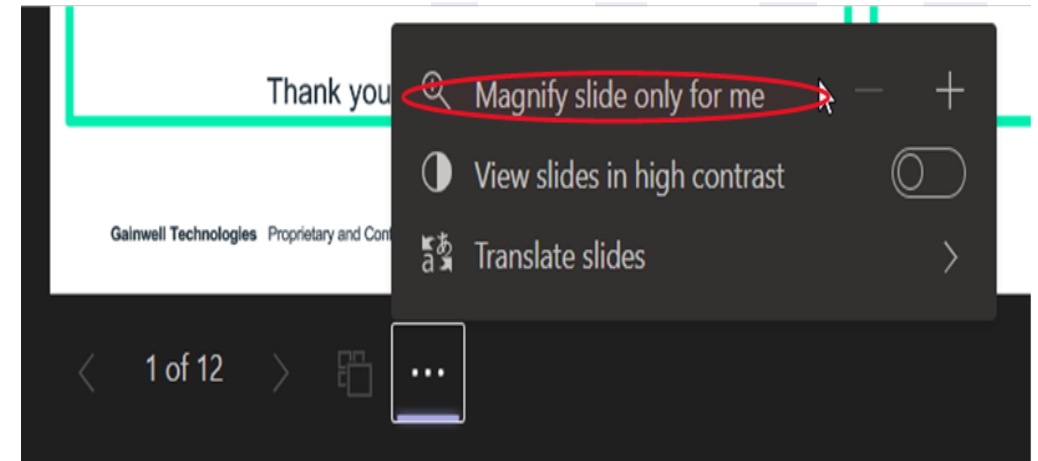 Thank you
Magnify slide only for me
View slides in high contrast
Gainwell Technologies Proprietary and
Translate slides
1 of 12